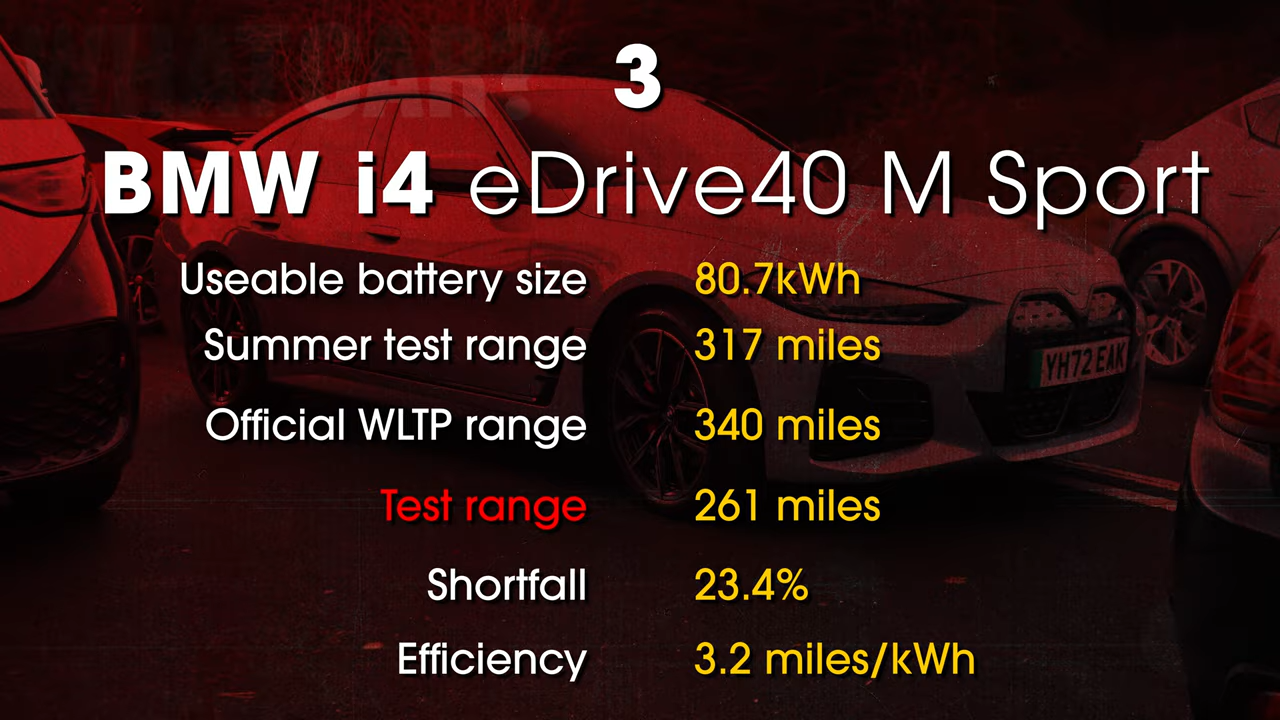 3
BMW i4 eDrive40 M Sport
Useable battery size 80.7kWh
Summer test range 317 miles
Official WLTP range 340 miles
Test range 261 miles
Shortfall 23.4%
Efficiency 3.2 miles/kWh
YH72 EAK